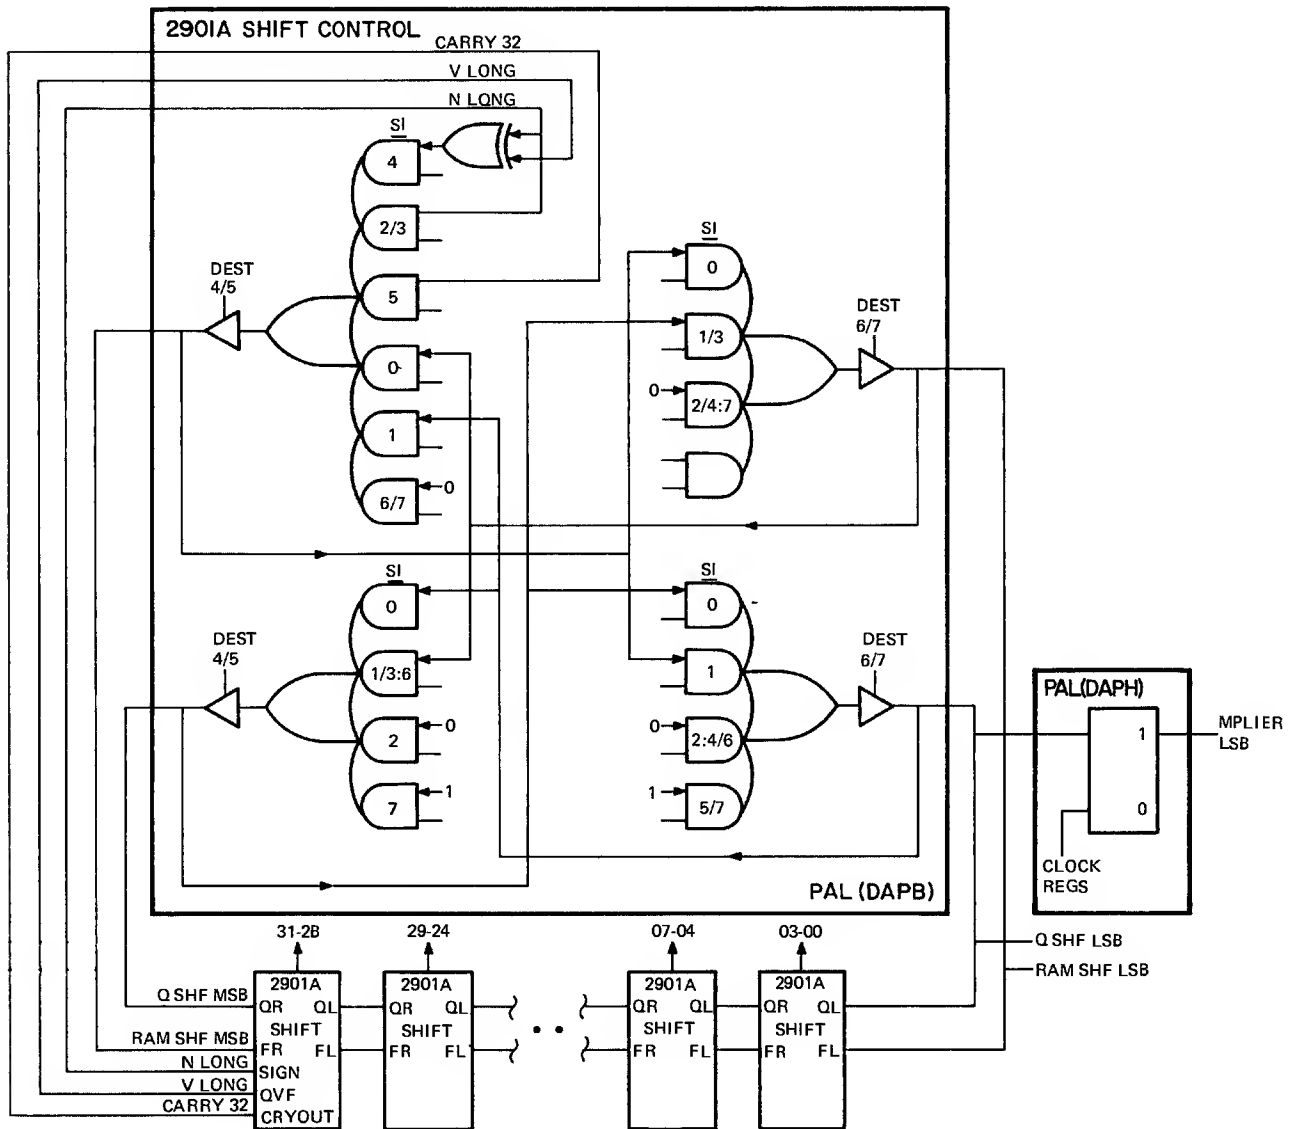 2901A SHIFT CONTROL
CARRY 32
V LONG
N LONG
SI
4
2/3
5
0
1
6/7
0
DEST
4/5
SI
0
1/3
0
2/4:7
DEST
6/7
SI
0
1/3:6
2
0
7
1
DEST
4/5
SI
0
1
0
2:4/6
1
5/7
DEST
6/7
PAL (DAPB)
PAL(DAPH)
1
0
CLOCK
REGS
MPLIER
LSB
Q SHF LSB
RAM SHF LSB
31-2B
29-24
07-04
03-00
2901A
QR QL
SHIFT
FR FL
SIGN
QVF
CRYOUT
2901A
QR QL
SHIFT
FR FL
2901A
QR QL
SHIFT
FR FL
2901A
QR QL
SHIFT
FR FL
Q SHF MSB
RAM SHF MSB
N LONG
V LONG
CARRY 32